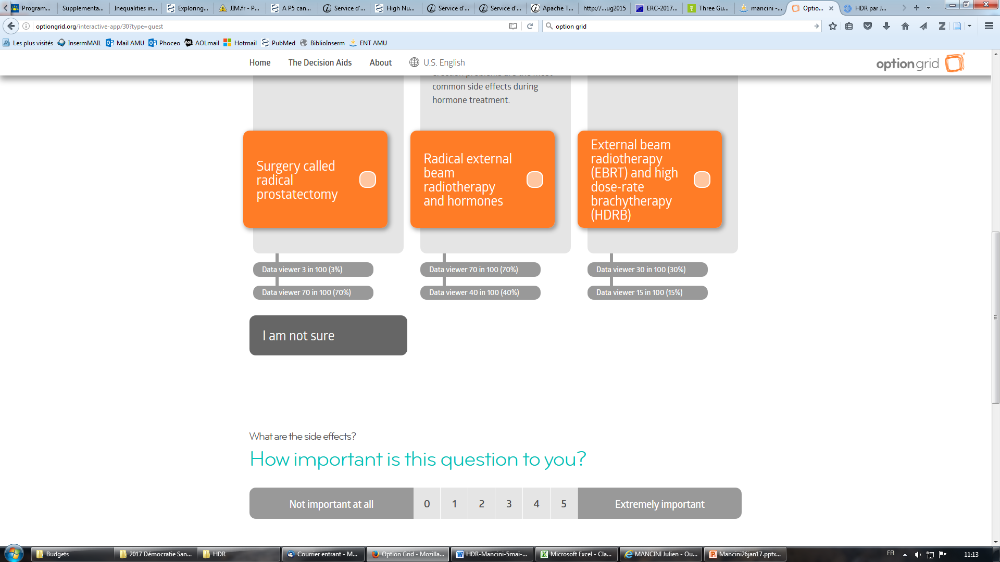 Program...
Supplementa...
Inequalities in...
Exploring...
JIM.fr - P...
A P5 can...
Service d'...
High Nu...
Service d'...
Service d'...
Apache T...
http://...ug2015
ERC-2017...
Three Gu...
mancini -...
Optio...
HDR par J...
optiongrid.org/interactive-app/30?type=guest
option grid
Les plus visités
InsermMAIL
Mail AMU
Phoceo
AOLmail
Hotmail
PubMed
BiblioInserm
ENT AMU
Home
The Decision Aids
About
U.S. English
optiongrid
common side effects during
hormone treatment.
Surgery called
radical
prostatectomy
Radical external
beam
radiotherapy
and hormones
External beam
radiotherapy
(EBRT) and high
dose-rate
brachytherapy
(HDRB)
Data viewer 3 in 100 (3%)
Data viewer 70 in 100 (70%)
Data viewer 30 in 100 (30%)
Data viewer 70 in 100 (70%)
Data viewer 40 in 100 (40%)
Data viewer 15 in 100 (15%)
I am not sure
What are the side effects?
How important is this question to you?
Not important at all
0
1
2
3
4
5
Extremely important
Budgets
2017 Démocratie San...
HDR
Courrier entrant - M...
Option Grid - Mozilla...
HDR-Mancini-5mai-...
Microsoft Excel - Cla...
MANCINI Julien - Ou...
Mancini26jan17.pptx...
FR
11:13